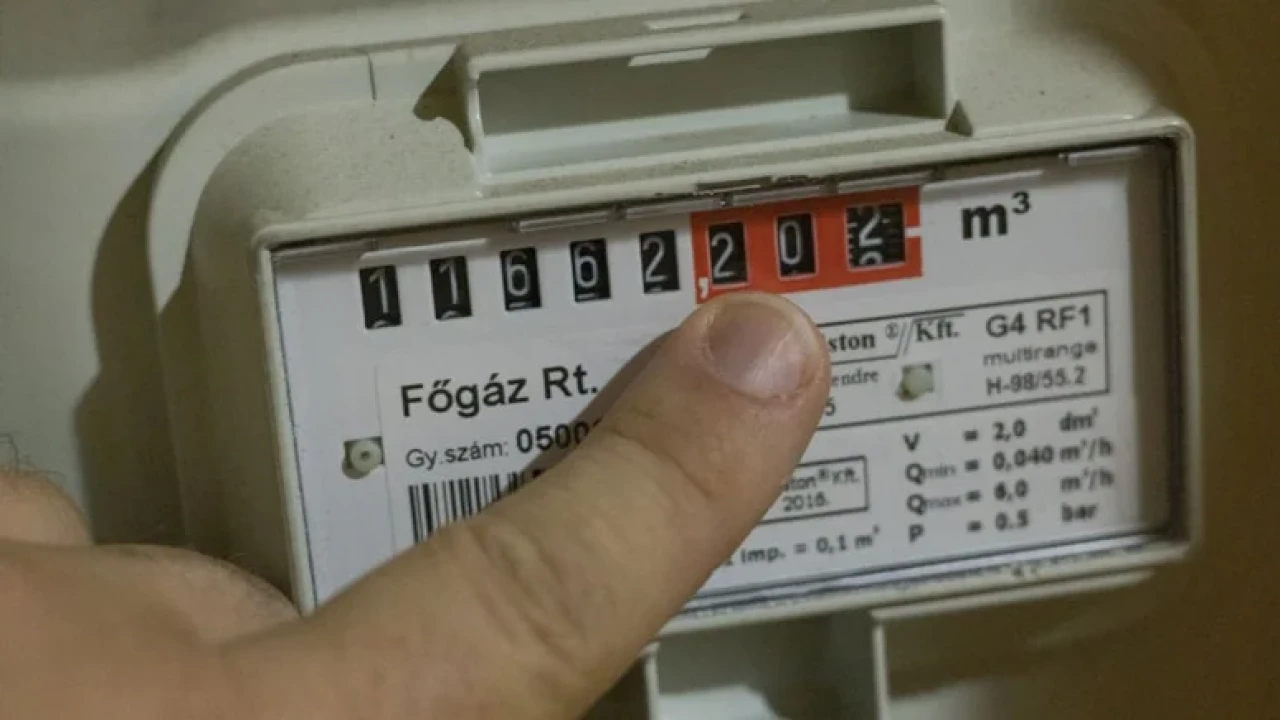 11662,202 m³
Főgáz Rt.
Gy.szám: 0500
Kft.
G4 RF1
multirange
H-98/55.2
V = 2,0 dm³
Qmin = 0,040 m³/h
Qmax = 6,0 m³/h
P = 0.5 bar
Kft.
2016.
Imp. = 0,1 m³